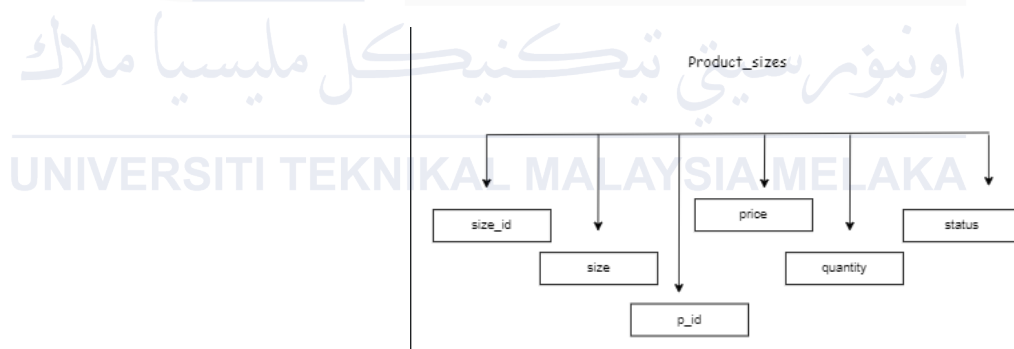 اونيۏرسيتي تيكنيكل مليسيا ملاك
Product_sizes
UNIVERSITI TEKNIKAL MALAYSIA MELAKA
size_id
price
status
size
quantity
p_id